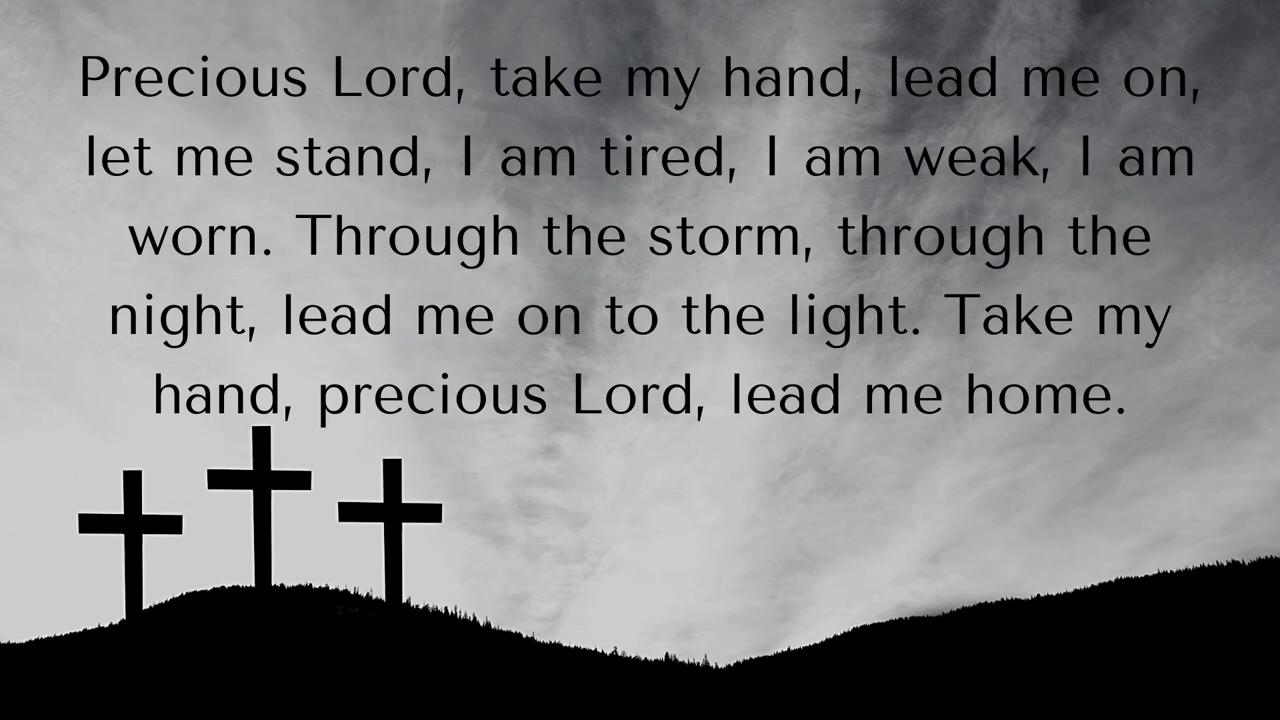 Precious Lord, take my hand, lead me on,
let me stand, I am tired, I am weak, I am
worn. Through the storm, through the
night, lead me on to the light. Take my
hand, precious Lord, lead me home.